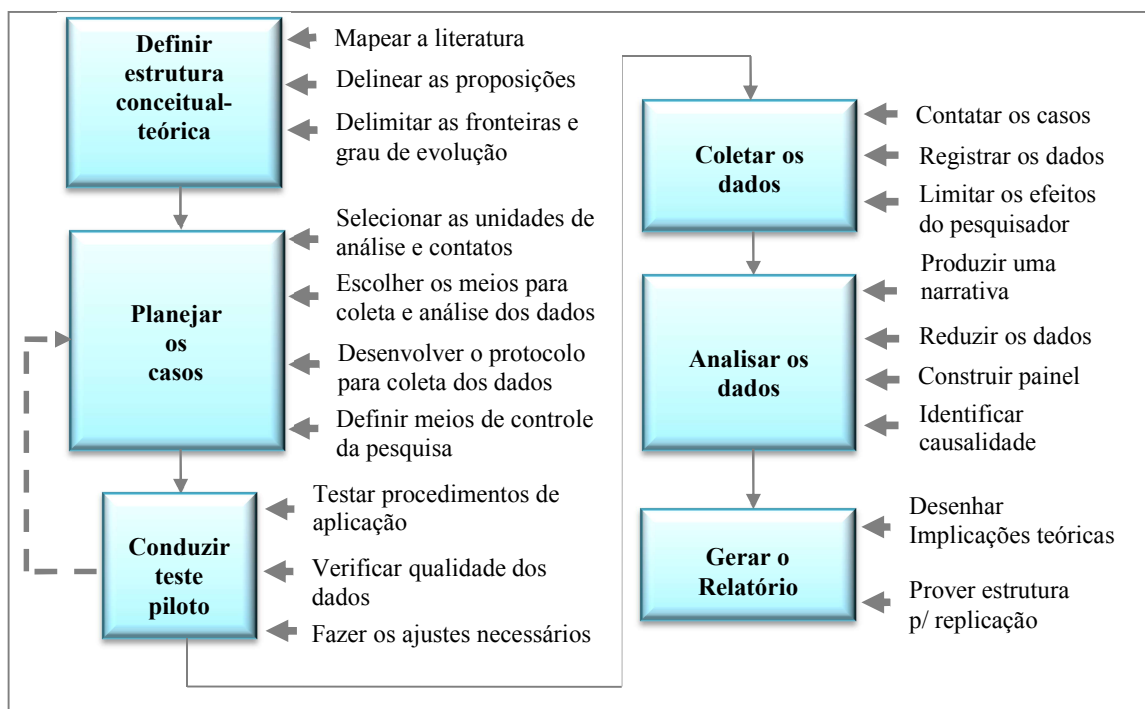 Definir
estrutura
conceitual-
teórica
Mapear a literatura
Delinear as proposições
Delimitar as fronteiras e
grau de evolução
Planejar
os
casos
Selecionar as unidades de
análise e contatos
Escolher os meios para
coleta e análise dos dados
Desenvolver o protocolo
para coleta dos dados
Definir meios de controle
da pesquisa
Conduzir
teste
piloto
Testar procedimentos de
aplicação
Verificar qualidade dos
dados
Fazer os ajustes necessários
Coletar os
dados
Contatar os casos
Registrar os dados
Limitar os efeitos
do pesquisador
Analisar os
dados
Produzir uma
narrativa
Reduzir os dados
Construir painel
Identificar
causalidade
Gerar o
Relatório
Desenhar
Implicações teóricas
Prover estrutura
p/ replicação